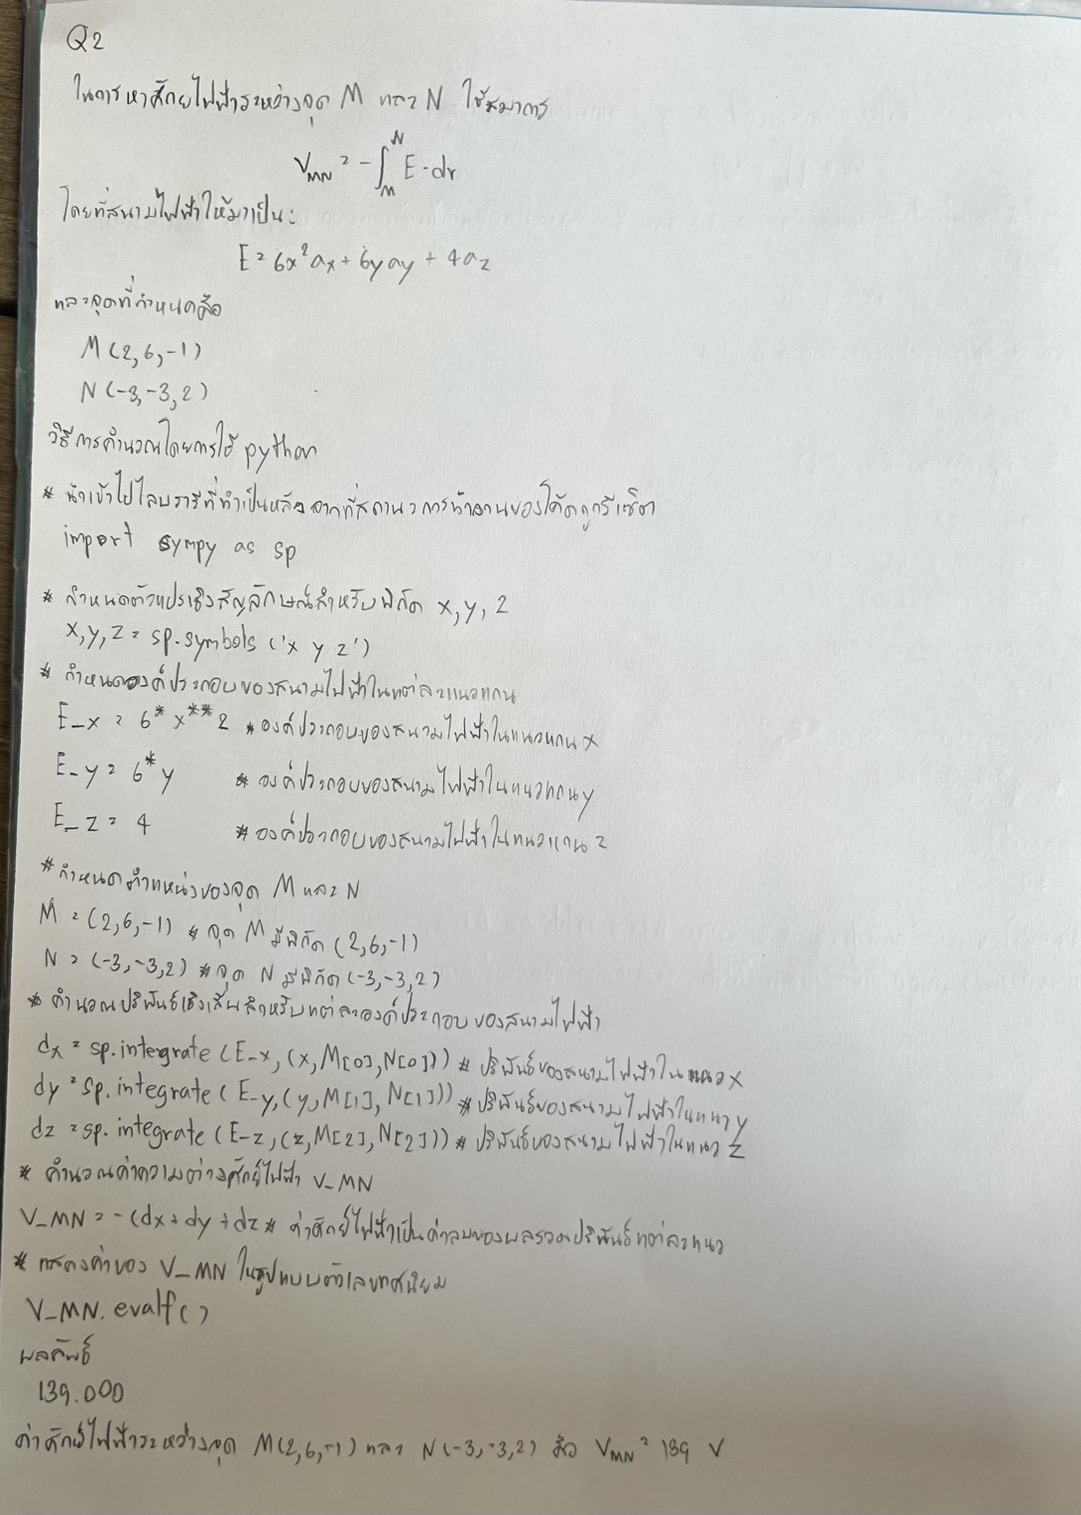 Q2
ในการหาศักย์ไฟฟ้าระหว่างจุด M และ N ใช้สมาการ
V_MN = -∫_M^N E·dr
โดยที่สนามไฟฟ้าให้มาเป็น:
E = 6x²ax + 6yay + 4az
และจุดที่กำหนดคือ
M (2,6,-1)
N (-3,-3,2)
วิธีการคำนวณโดยการใช้ python
* นำเข้าไปไลบรารีที่จำเป็นหลังจากที่สถานะการทำงานของโค้ดถูกรีเซ็ต
import sympy as sp
* กำหนดตัวแปรเชิงสัญลักษณ์สำหรับพิกัด x, y, z
x,y,z = sp.symbols ('x y z')
* กำหนดองค์ประกอบของสนามไฟฟ้าในแต่ละแนวแกน
E_x = 6*x**2 # องค์ประกอบของสนามไฟฟ้าในแนวแกน x
E_y = 6*y # องค์ประกอบของสนามไฟฟ้าในแนวแกน y
E_z = 4 # องค์ประกอบของสนามไฟฟ้าในแนวแกน z
* กำหนดตำแหน่งของจุด M และ N
M = (2,6,-1) # จุด M มีพิกัด (2,6,-1)
N = (-3,-3,2) # จุด N มีพิกัด (-3,-3,2)
* คำนวณปริพันธ์เชิงเส้นสำหรับแต่ละองค์ประกอบของสนามไฟฟ้า
dx = sp.intergrate (E_x, (x, M[0], N[0])) # ปริพันธ์ของสนามไฟฟ้าในแนว x
dy = sp.integrate (E_y, (y, M[1], N[1])) # ปริพันธ์ของสนามไฟฟ้าในแนว y
dz = sp.integrate (E_z, (z, M[2], N[2])) # ปริพันธ์ของสนามไฟฟ้าในแนว z
* คำนวณค่าความต่างศักย์ไฟฟ้า V_MN
V_MN = -(dx+dy+dz # ค่าศักย์ไฟฟ้าเป็นค่าลบของผลรวมปริพันธ์แต่ละแนว
* แสดงค่าของ V_MN ในรูปแบบตัวเลขทศนิยม
V_MN.evalf()
ผลลัพธ์
139.000
ค่าศักย์ไฟฟ้าระหว่างจุด M(2,6,-1) และ N(-3,-3,2) คือ V_MN = 139 V